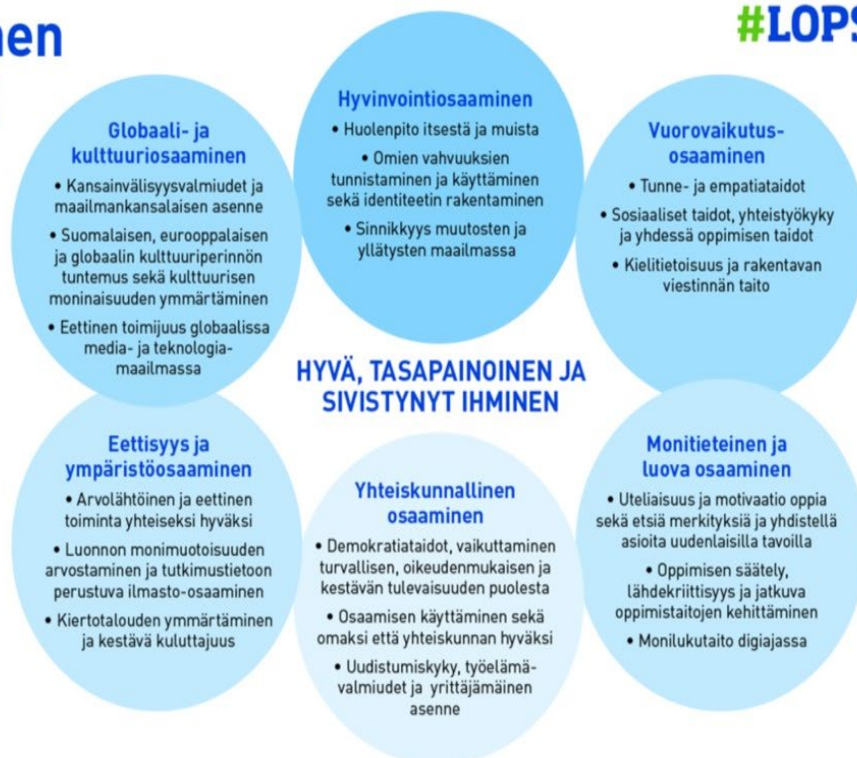 nen
#LOPS
Hyvinvointiosaaminen
• Huolenpito itsestä ja muista
• Omien vahvuuksien
tunnistaminen ja käyttäminen
sekä identiteetin rakentaminen
• Sinnikkyys muutosten ja
yllätysten maailmassa
Globaali- ja
kulttuuriosaaminen
• Kansainvälisyysvalmiudet ja
maailmankansalaisen asenne
• Suomalaisen, eurooppalaisen
ja globaalin kulttuuriperinnön
tuntemus sekä kulttuurisen
moninaisuuden ymmärtäminen
• Eettinen toimijuus globaalissa
media- ja teknologia-
maailmassa
Vuorovaikutus-
osaaminen
• Tunne- ja empatiataidot
• Sosiaaliset taidot, yhteistyökyky
ja yhdessä oppimisen taidot
• Kielitietoisuus ja rakentavan
viestinnän taito
HYVÄ, TASAPAINOINEN JA
SIVISTYNYT IHMINEN
Eettisyys ja
ympäristöosaaminen
• Arvolähtöinen ja eettinen
toiminta yhteiseksi hyväksi
• Luonnon monimuotoisuuden
arvostaminen ja tutkimustietoon
perustuva ilmasto-osaaminen
• Kiertotalouden ymmärtäminen
ja kestävä kuluttajuus
Yhteiskunnallinen
osaaminen
• Demokratiataidot, vaikuttaminen
turvallisen, oikeudenmukaisen ja
kestävän tulevaisuuden puolesta
• Osaamisen käyttäminen sekä
omaksi että yhteiskunnan hyväksi
• Uudistumiskyky, työelämä-
valmiudet ja yrittäjämäinen
asenne
Monitieteinen ja
luova osaaminen
• Uteliaisuus ja motivaatio oppia
sekä etsiä merkityksiä ja yhdistellä
asioita uudenlaisilla tavoilla
• Oppimisen säätely,
lähdekriittisyys ja jatkuva
oppimistaitojen kehittäminen
• Monilukutaito digiajassa